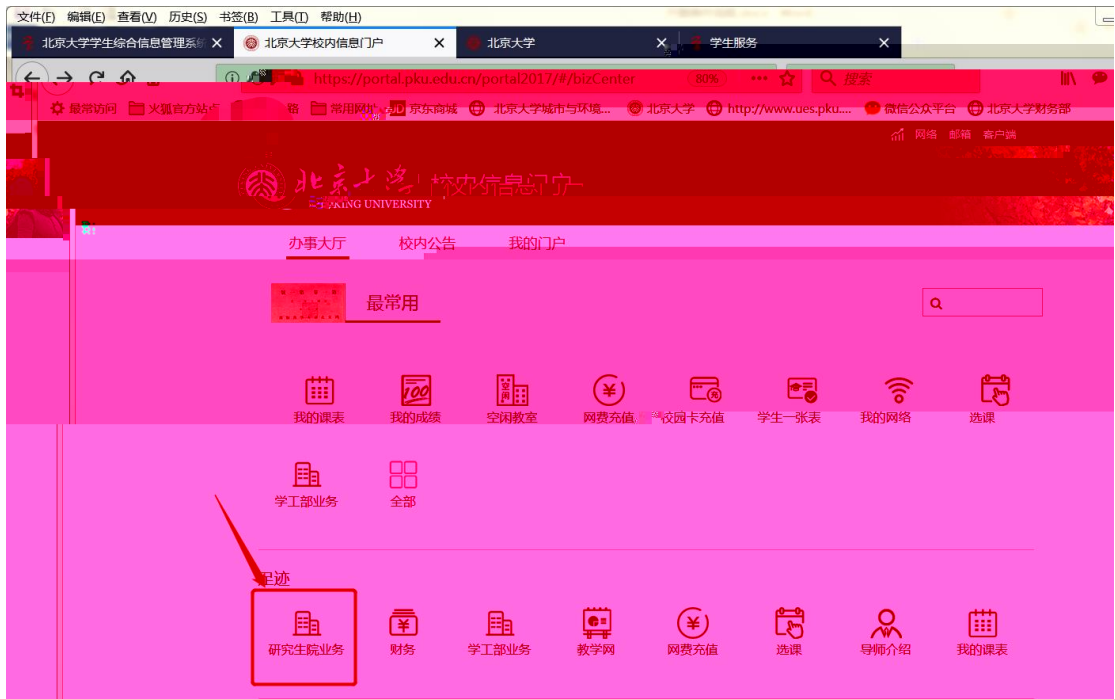 文件(F) 编辑(E) 查看(V) 历史(S) 书签(B) 工具(T) 帮助(H)
北京大学学生综合信息管理系统 北京大学校内信息门户 北京大学 学生服务
https://portal.pku.edu.cn/portal2017/#/bizCenter 80% 搜索
最常访问 火狐官方站点 常用网址 JD 京东商城 北京大学城市与环境... 北京大学 http://www.ues.pku.... 微信公众平台 北京大学财务部
网络 邮箱 客户端
北京大学 校内信息门户
PEKING UNIVERSITY
办事大厅 校内公告 我的门户
最常用
我的课表 我的成绩 空闲教室 网费充值 校园卡充值 学生一张表 我的网络 选课
学工部业务 全部
足迹
研究生院业务 财务 学工部业务 教学网 网费充值 选课 导师介绍 我的课表